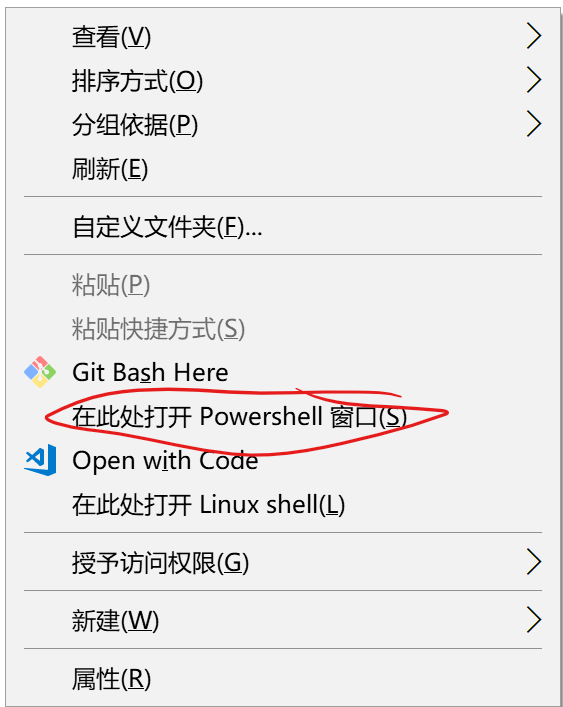 查看(V)
排序方式(O)
分组依据(P)
刷新(E)
自定义文件夹(F)...
粘贴(P)
粘贴快捷方式(S)
Git Bash Here
在此处打开 Powershell 窗口(S)
Open with Code
在此处打开 Linux shell(L)
授予访问权限(G)
新建(W)
属性(R)